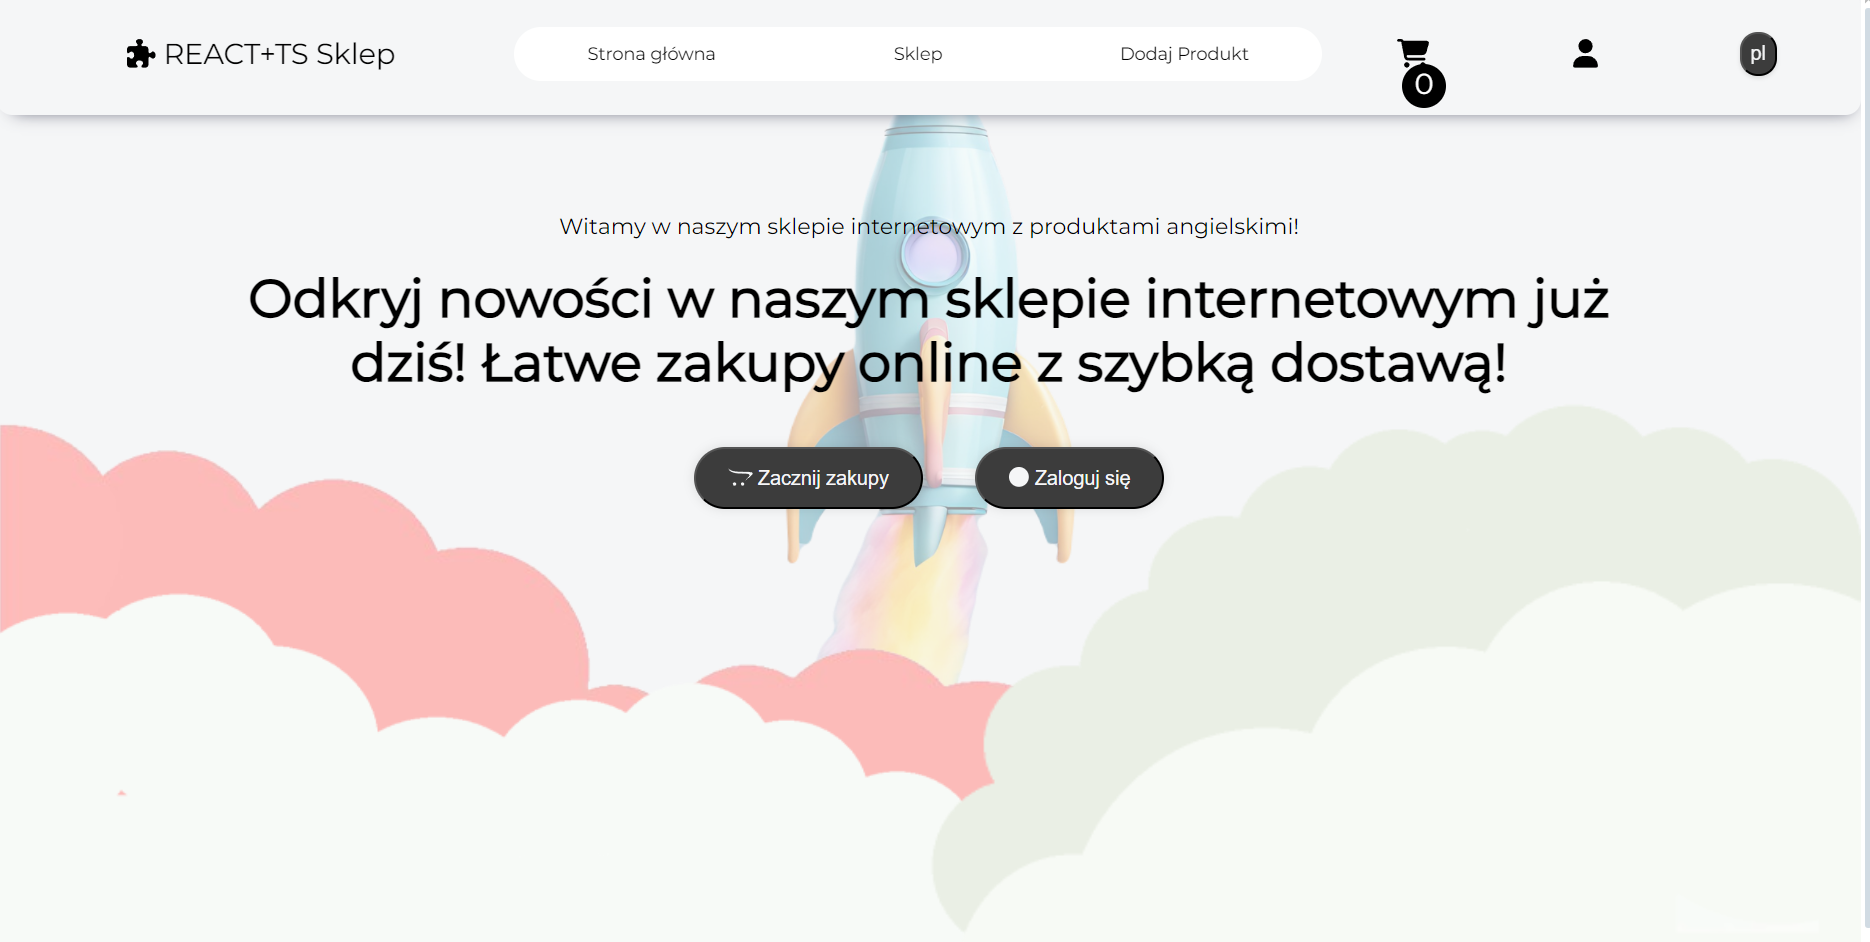 REACT+TS Sklep
Strona główna
Sklep
Dodaj Produkt
0
pl
Witamy w naszym sklepie internetowym z produktami angielskimi!
Odkryj nowości w naszym sklepie internetowym już
dziś! Łatwe zakupy online z szybką dostawą!
Zacznij zakupy
Zaloguj się